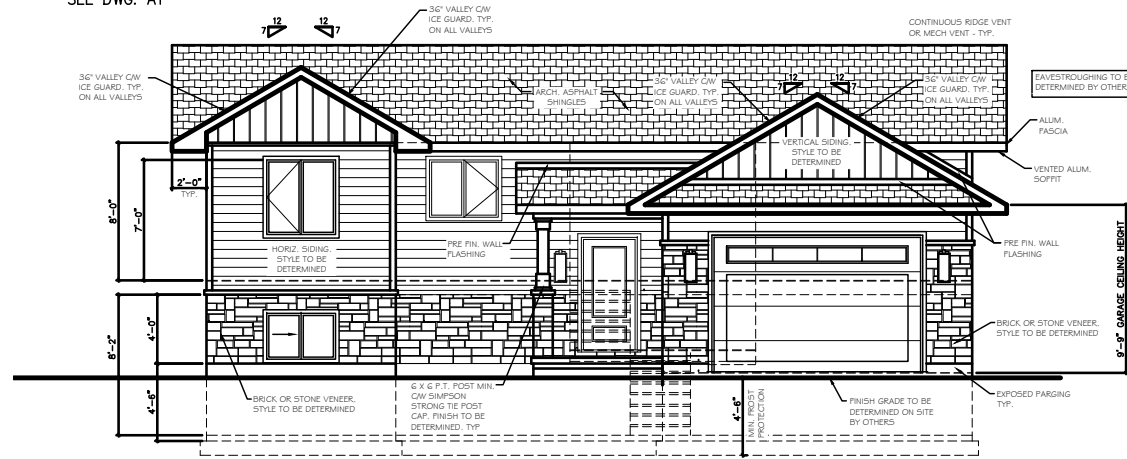 SEE DWG. A1
12
7
12
7
36" VALLEY C/W
ICE GUARD. TYP.
ON ALL VALLEYS
CONTINUOUS RIDGE VENT
OR MECH VENT - TYP.
36" VALLEY C/W
ICE GUARD. TYP.
ON ALL VALLEYS
ARCH. ASPHALT
SHINGLES
36" VALLEY C/W
ICE GUARD. TYP.
ON ALL VALLEYS
12
7
12
7
36" VALLEY C/W
ICE GUARD. TYP.
ON ALL VALLEYS
EAVESTROUGHING TO B
DETERMINED BY OTHERS
ALUM.
FASCIA
VERTICAL SIDING.
STYLE TO BE
DETERMINED
VENTED ALUM.
SOFFIT
2'-0"
TYP.
8'-0"
7'-0"
HORIZ. SIDING.
STYLE TO BE
DETERMINED
PRE FIN. WALL
FLASHING
PRE FIN. WALL
FLASHING
9'-9" GARAGE CEILING HEIGHT
8'-2"
4'-0"
BRICK OR STONE VENEER.
STYLE TO BE DETERMINED
4'-6"
BRICK OR STONE VENEER.
STYLE TO BE DETERMINED
6 X 6 P.T. POST MIN.
C/W SIMPSON
STRONG TIE POST
CAP. FINISH TO BE
DETERMINED. TYP
4'-6"
MIN. FROST
PROTECTION
FINISH GRADE TO BE
DETERMINED ON SITE
BY OTHERS
EXPOSED PARGING
TYP.